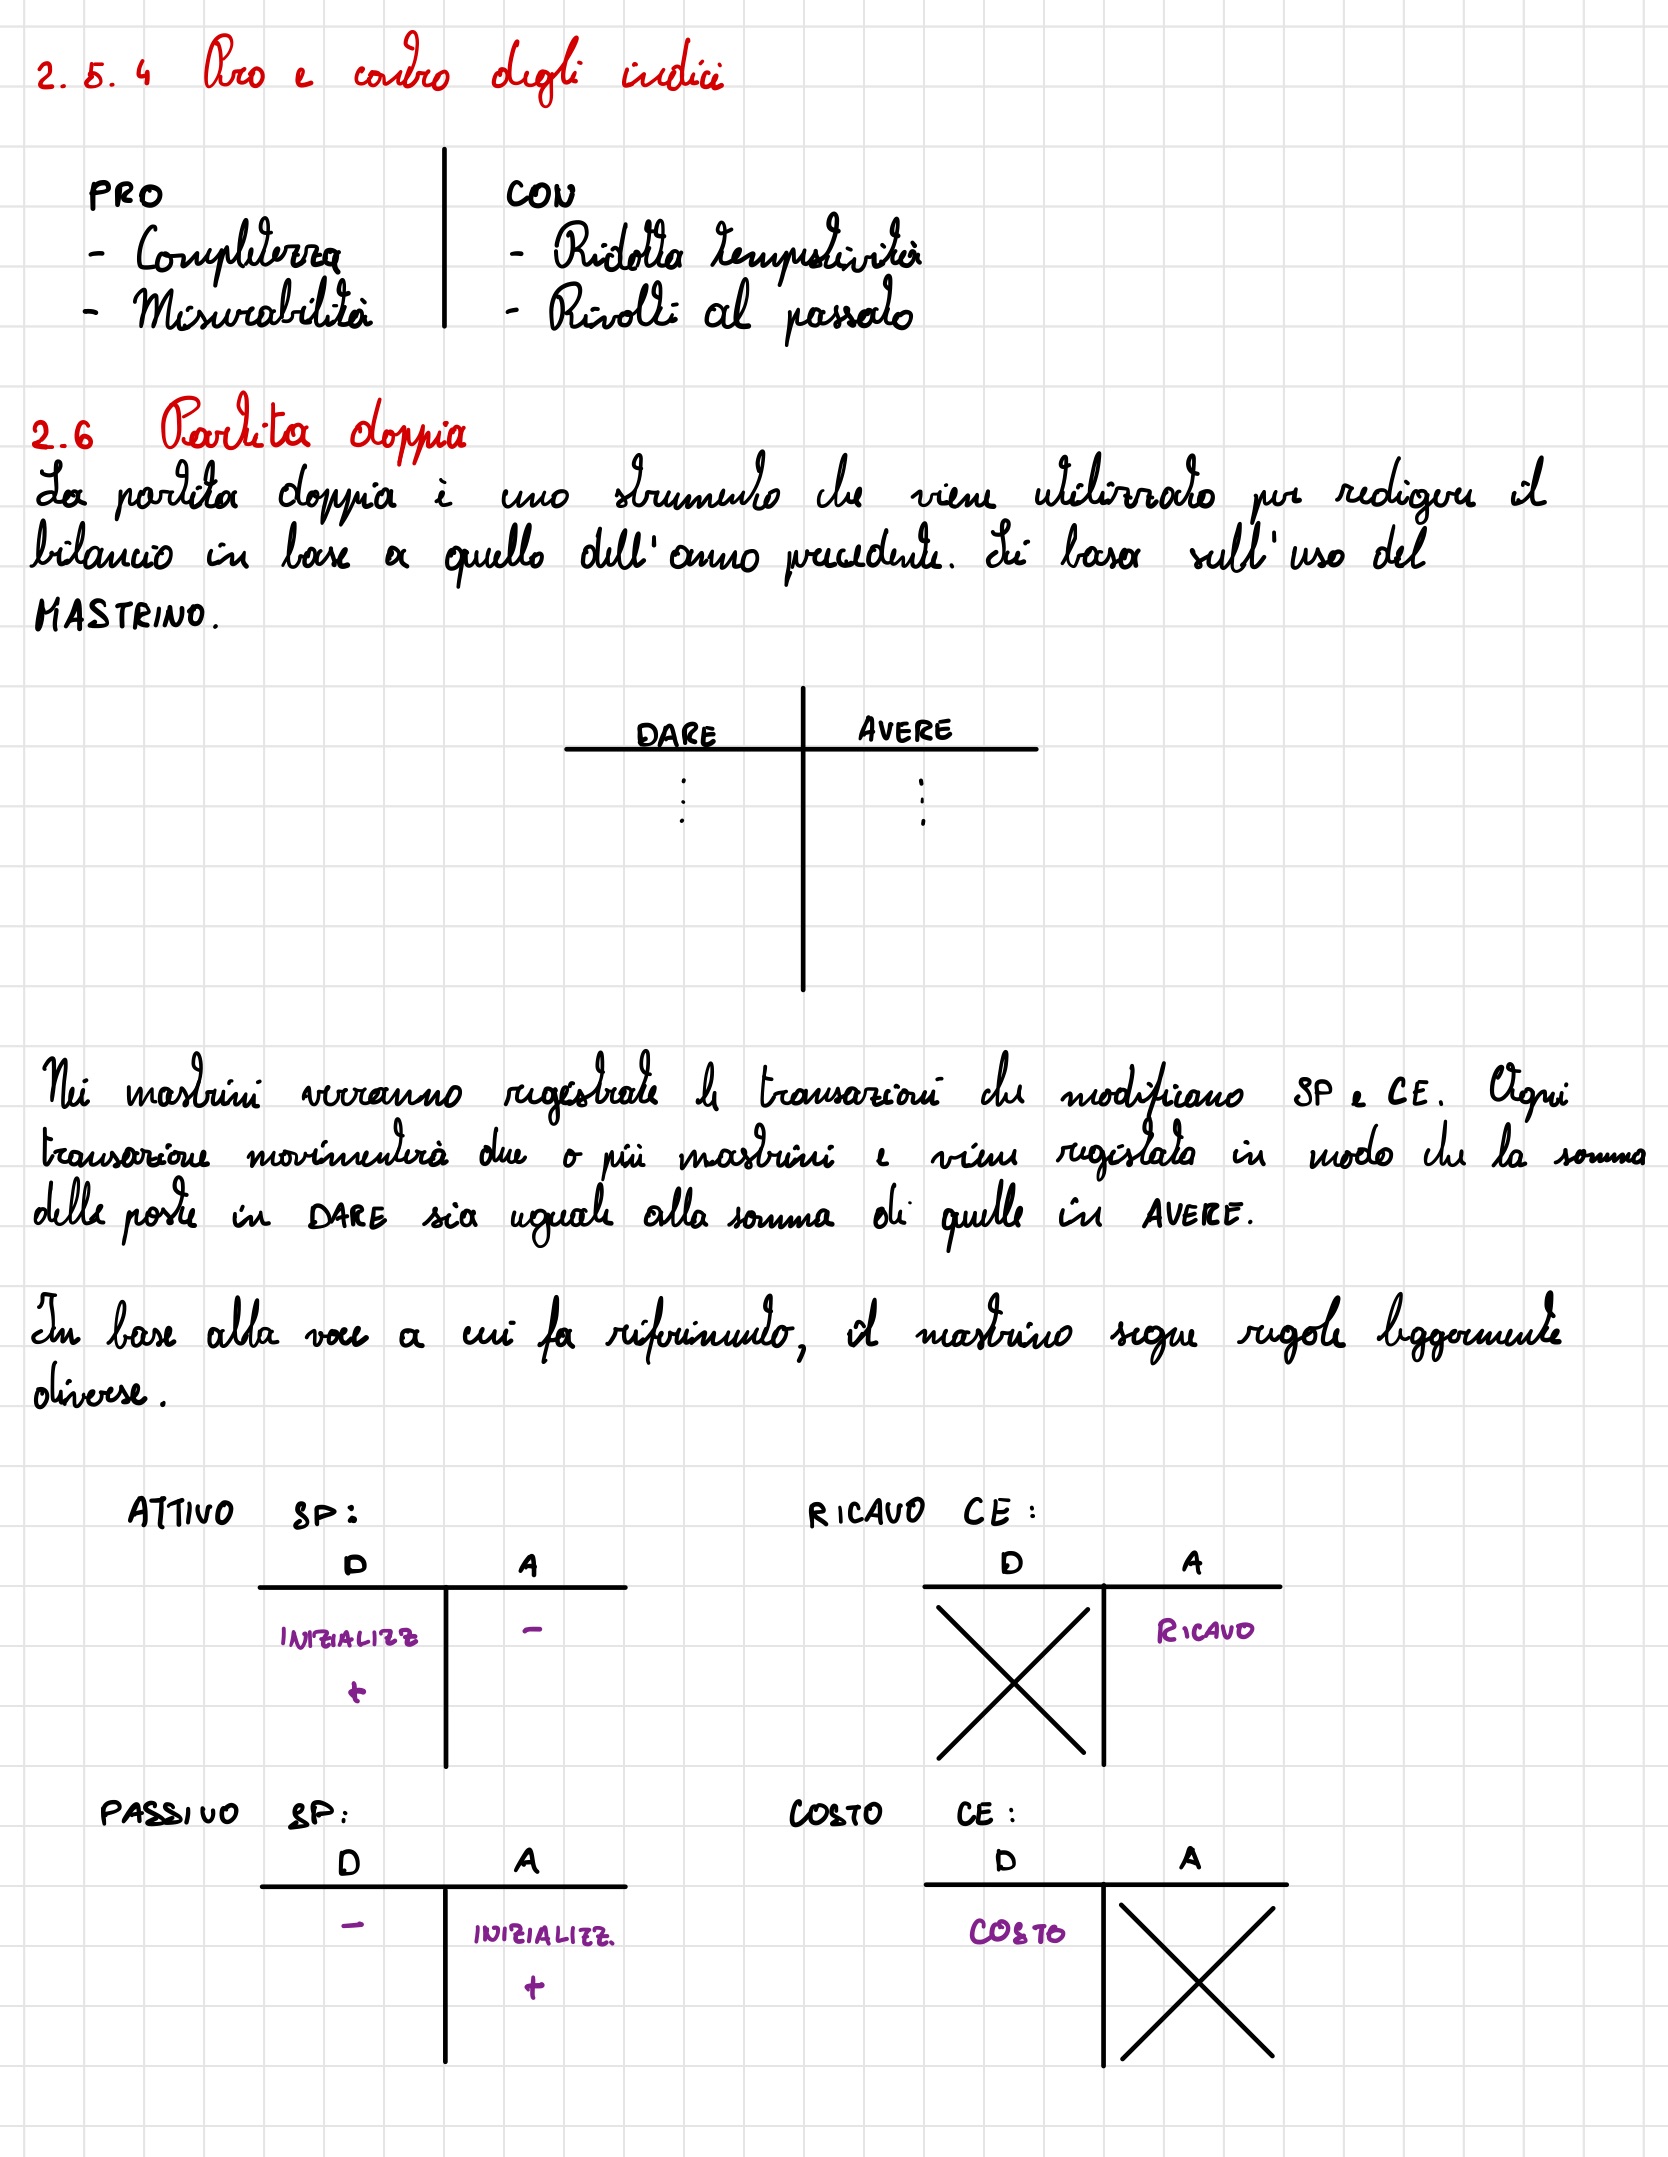 2.5.4 Pro e contro degli indici
PRO
- Completezza
- Misurabilità
CON
- Ridotta tempestività
- Rivolti al passato
2.6 Partita doppia
La partita doppia è uno strumento che viene utilizzato per redigere il
bilancio in base a quello dell'anno precedente. Si basa sull'uso del
MASTRINO.
DARE AVERE
Nei mastrini verranno registrate le transazioni che modificano SP e CE. Ogni
transazione movimenterà due o più mastrini e viene registata in modo che la somma
delle poste in DARE sia uguale alla somma di quelle in AVERE.
In base alla voce a cui fa riferimento, il mastrino segue regole leggermente
diverse.
ATTIVO SP:
D A
INIZIALIZZ -
+
RICAVO CE:
D A
RICAVO
PASSIVO SP:
D A
- INIZIALIZZ.
+
COSTO CE:
D A
COSTO